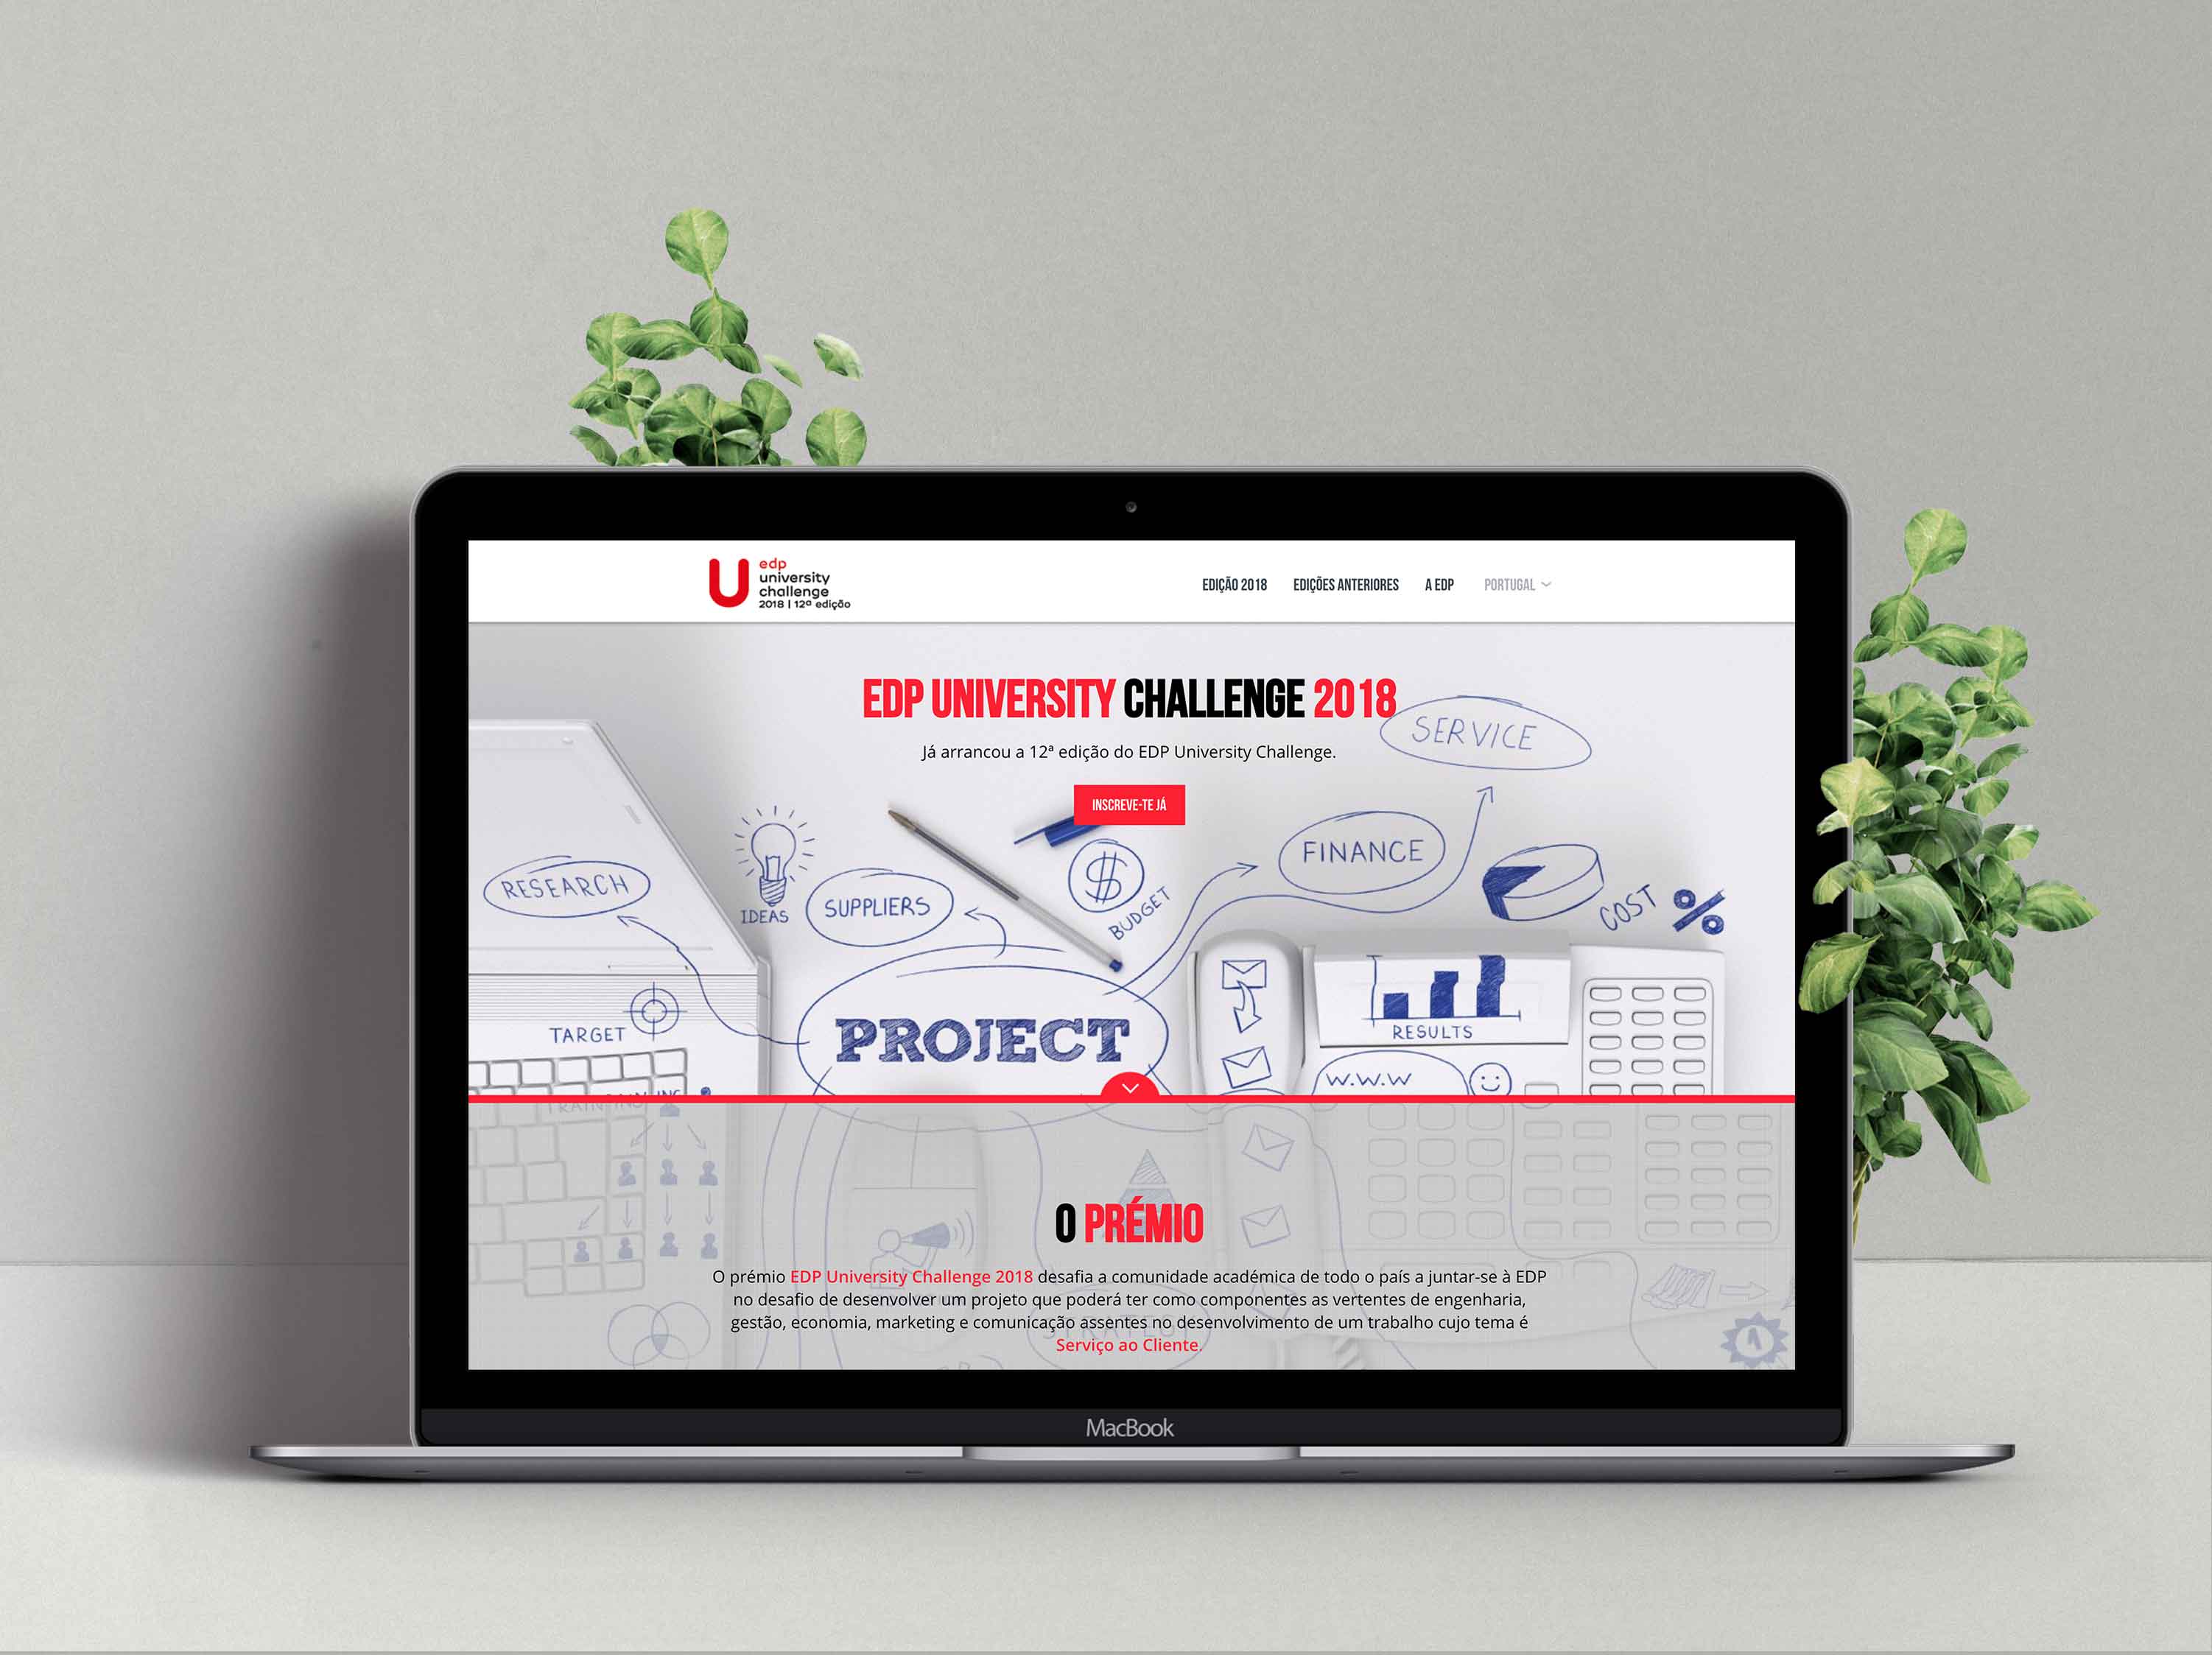 edp
university
challenge
2018 | 12ª edição
EDIÇÃO 2018 EDIÇÕES ANTERIORES A EDP PORTUGAL
EDP UNIVERSITY CHALLENGE 2018
Já arrancou a 12ª edição do EDP University Challenge.
INSCREVE-TE JÁ
SERVICE
FINANCE
RESEARCH
IDEAS
SUPPLIERS
BUDGET
COST %
TARGET
PROJECT
RESULTS
W.W.W
O PRÉMIO
O prémio EDP University Challenge 2018 desafia a comunidade académica de todo o país a juntar-se à EDP
no desafio de desenvolver um projeto que poderá ter como componentes as vertentes de engenharia,
gestão, economia, marketing e comunicação assentes no desenvolvimento de um trabalho cujo tema é
Serviço ao Cliente.
MacBook